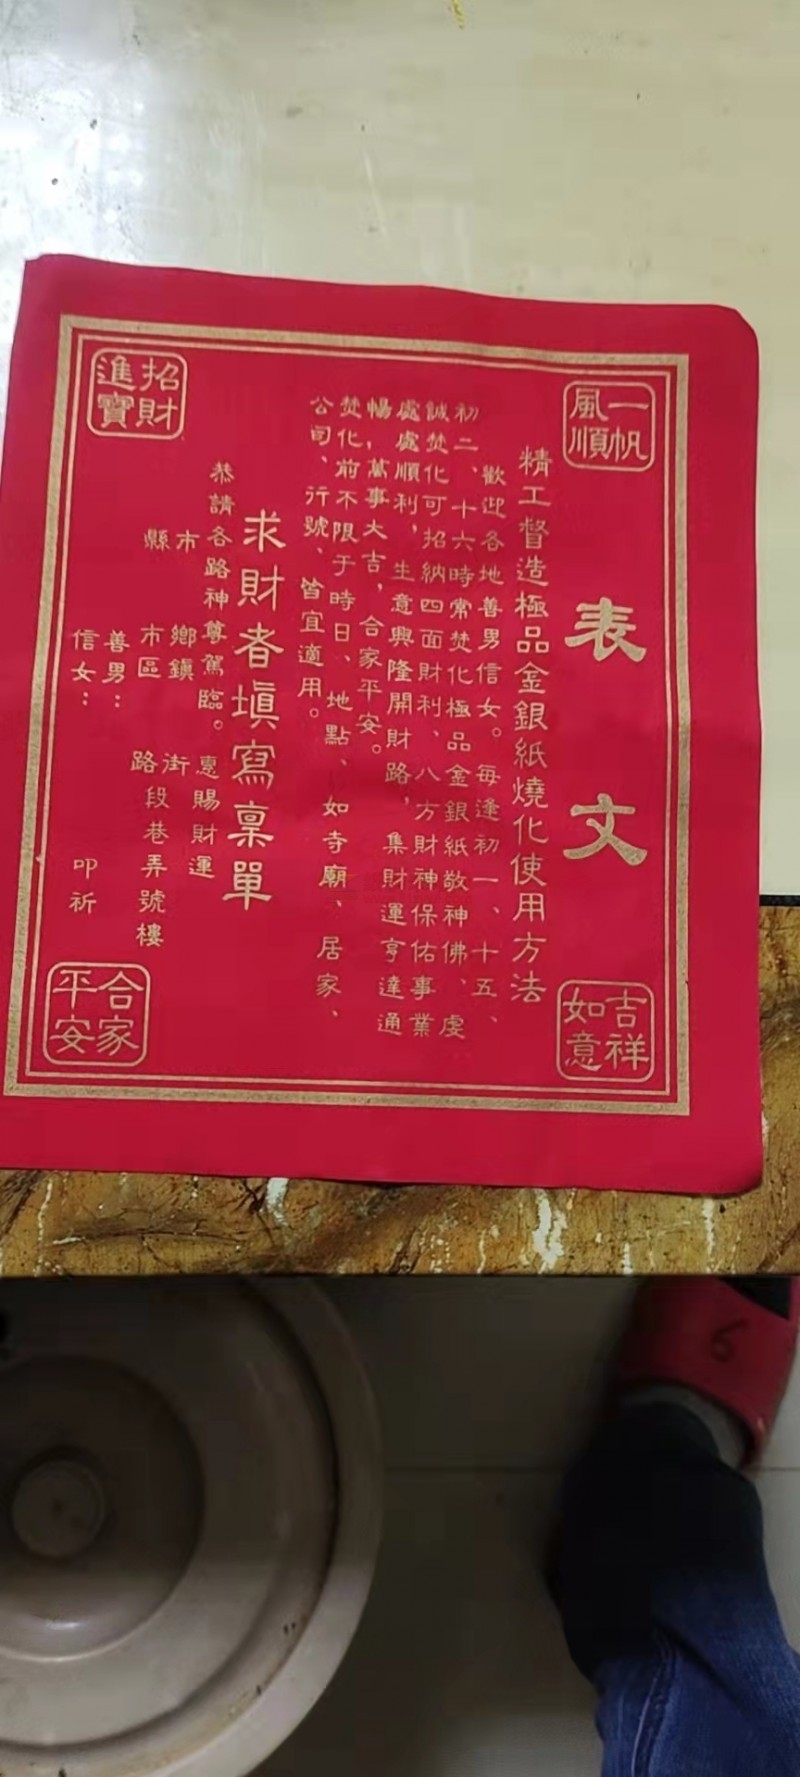 一帆
風順
表文
吉祥
如意
精工督造極品金銀紙燒化使用方法
歡迎各地善男信女。每逢初一、十五、
初二、十六時常焚化極品金銀紙敬神佛、虔
誠焚化可招納四面財利、八方財神保佑事業
處處順利，生意興隆開財路，集財運亨達通
暢，萬事大吉，合家平安。
焚化前不限于時日、地點、如寺廟、居家、
公司、行號、皆宜適用。
求財者填寫稟單
恭請各路神尊駕臨。惠賜財運
市 鄉鎮 街
縣 市區 路段巷弄號樓
善男：
信女： 叩祈
招財
進寶
合家
平安
6